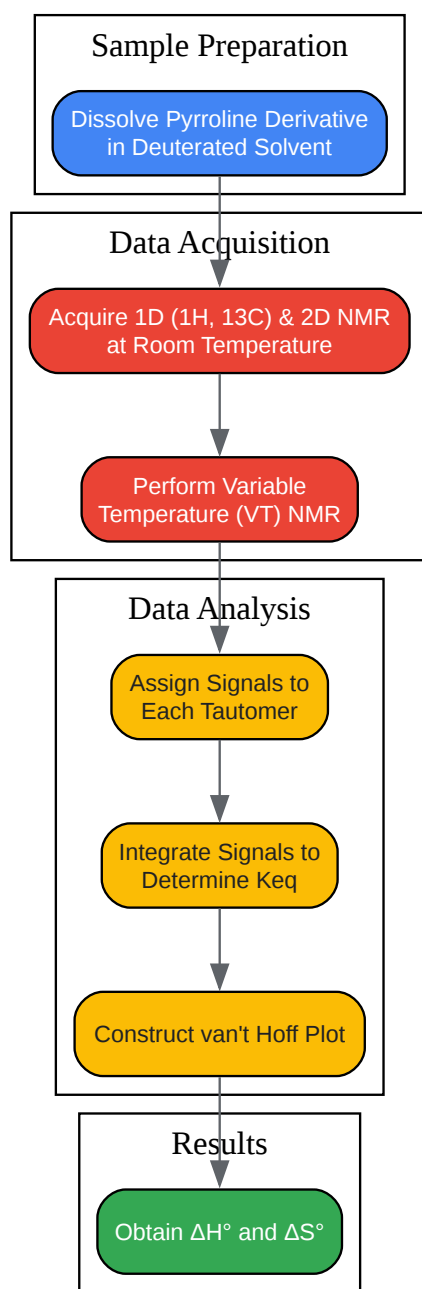 Sample Preparation
Dissolve Pyrroline Derivative
in Deuterated Solvent
Data Acquisition
Acquire 1D (1H, 13C) & 2D NMR
at Room Temperature
Perform Variable
Temperature (VT) NMR
Data Analysis
Assign Signals to
Each Tautomer
Integrate Signals to
Determine Keq
Construct van't Hoff Plot
Results
Obtain ΔH° and ΔS°